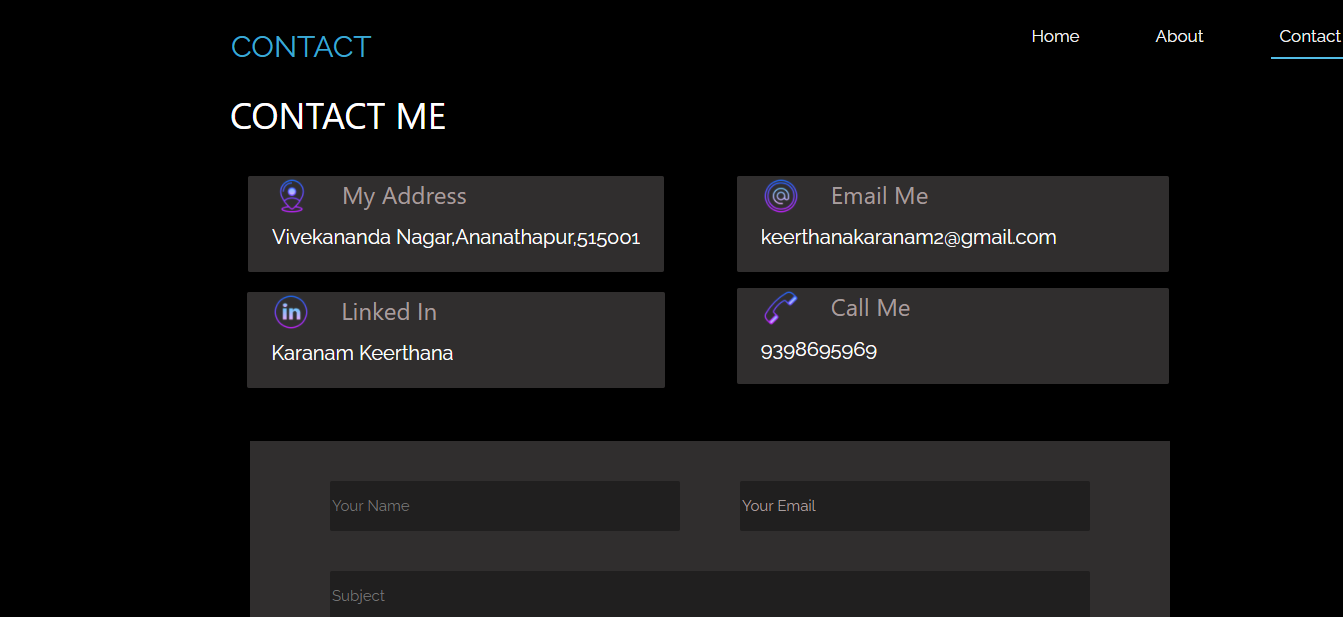 CONTACT
Home About Contact
CONTACT ME
My Address
Vivekananda Nagar,Ananathapur,515001
Email Me
keerthanakaranam2@gmail.com
Linked In
Karanam Keerthana
Call Me
9398695969
Your Name
Your Email
Subject